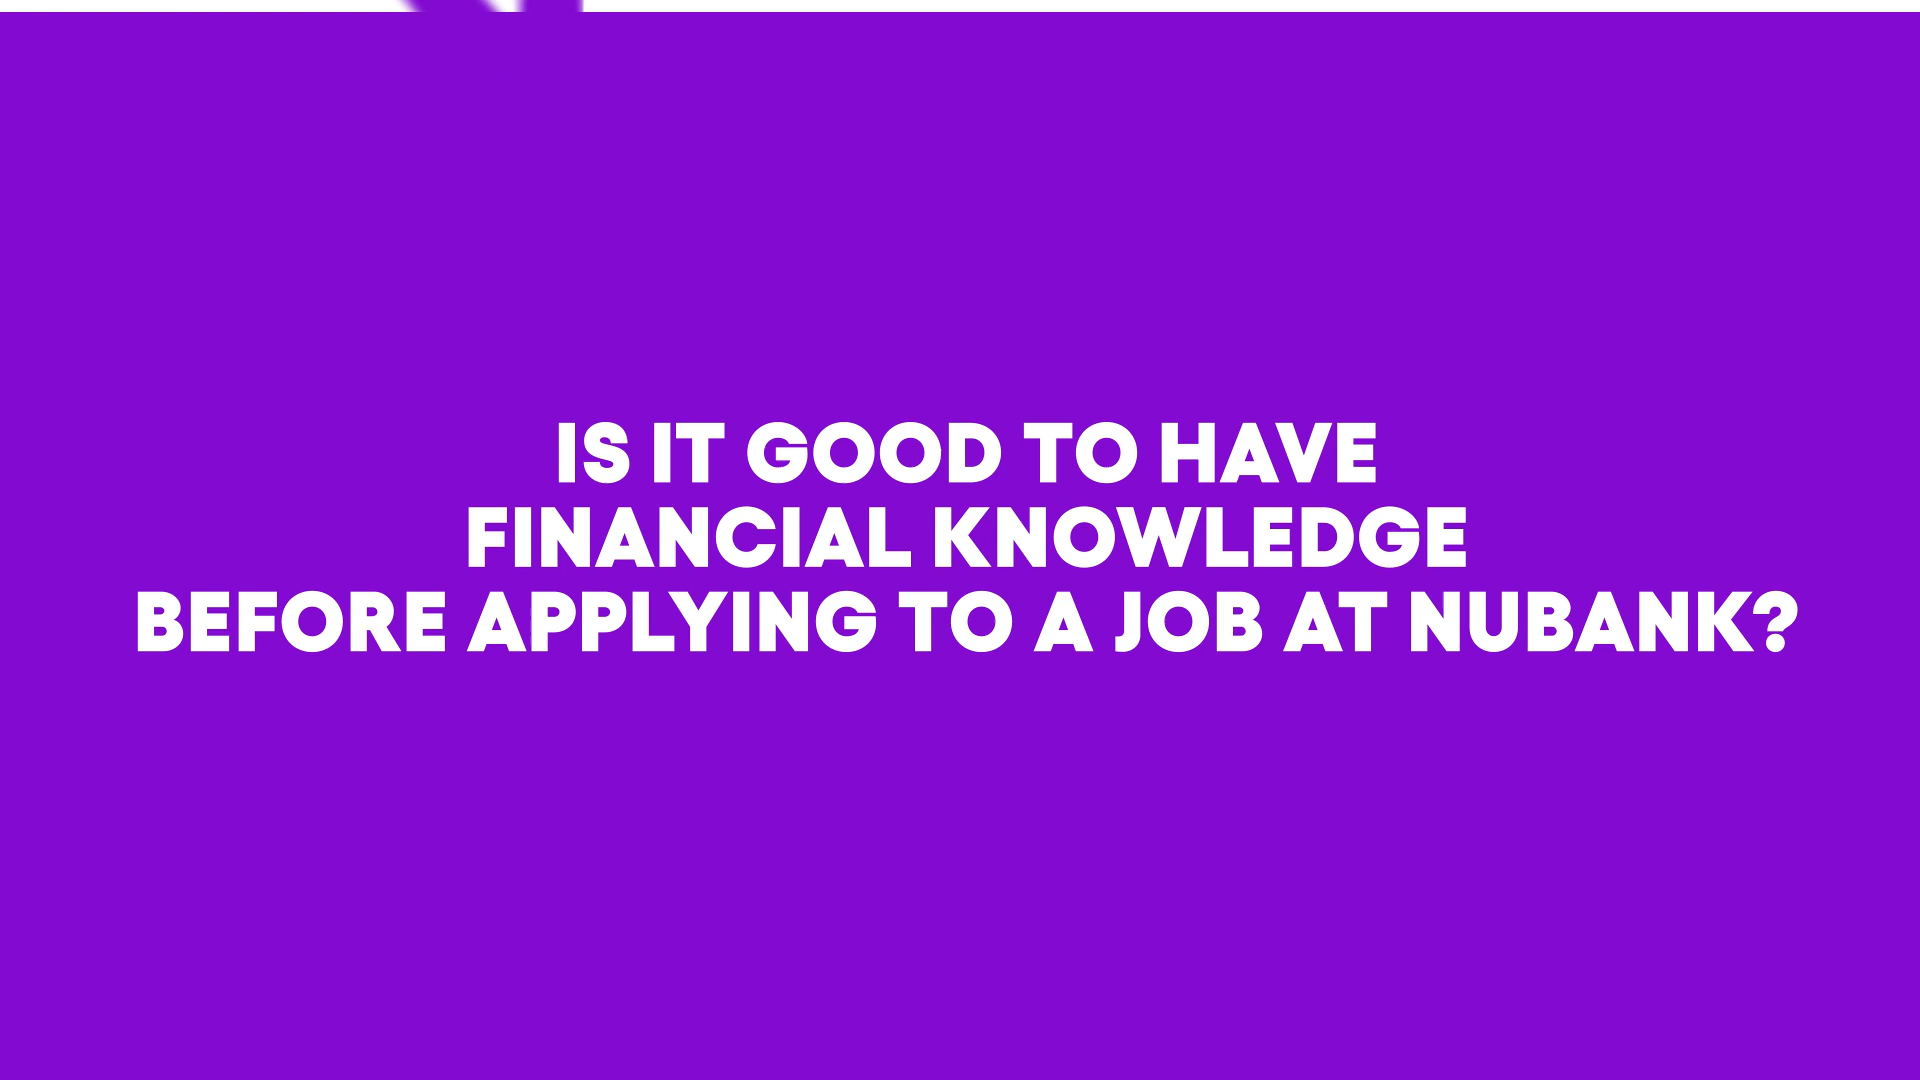 IS IT GOOD TO HAVE
FINANCIAL KNOWLEDGE
BEFORE APPLYING TO A JOB AT NUBANK?